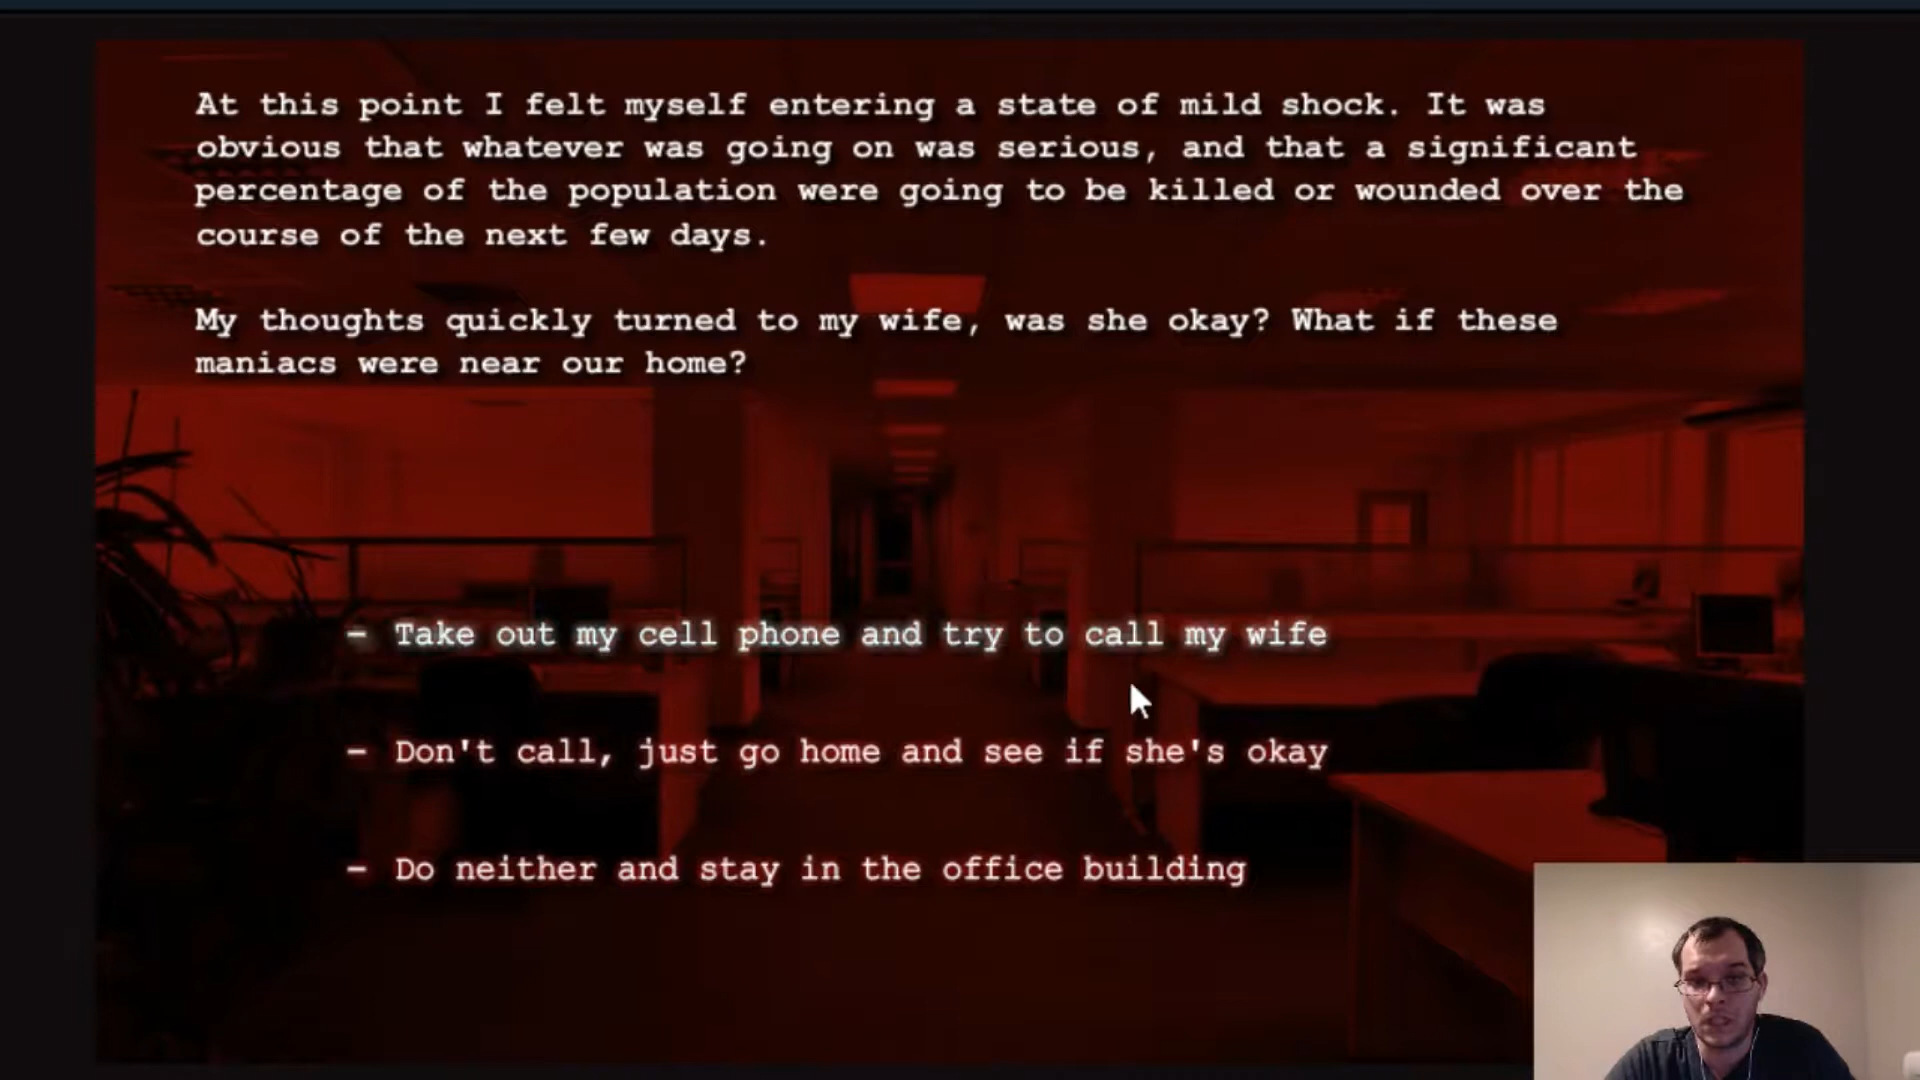 At this point I felt myself entering a state of mild shock. It was
obvious that whatever was going on was serious, and that a significant
percentage of the population were going to be killed or wounded over the
course of the next few days.
My thoughts quickly turned to my wife, was she okay? What if these
maniacs were near our home?
- Take out my cell phone and try to call my wife
- Don't call, just go home and see if she's okay
- Do neither and stay in the office building